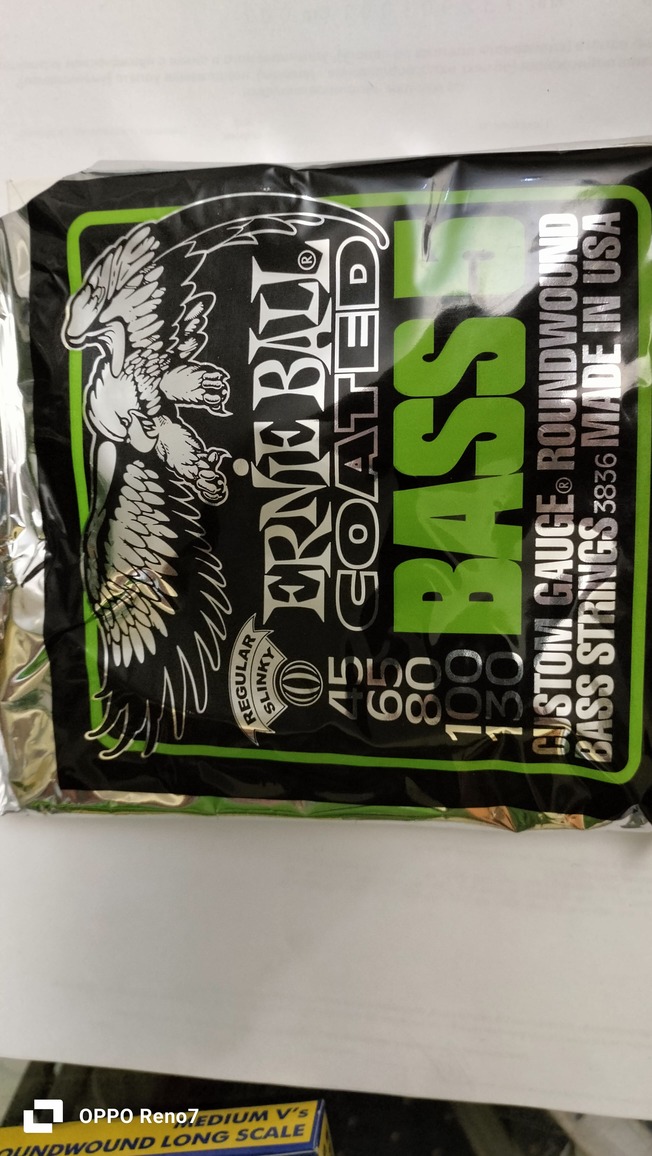 ERNIE BALL®
COATED
REGULAR
SLINKY
45
65
80
100
130
BASS 5
CUSTOM GAUGE® ROUNDWOUND
BASS STRINGS 3836 MADE IN USA
OPPO Reno7
MEDIUM V's
ROUNDWOUND LONG SCALE